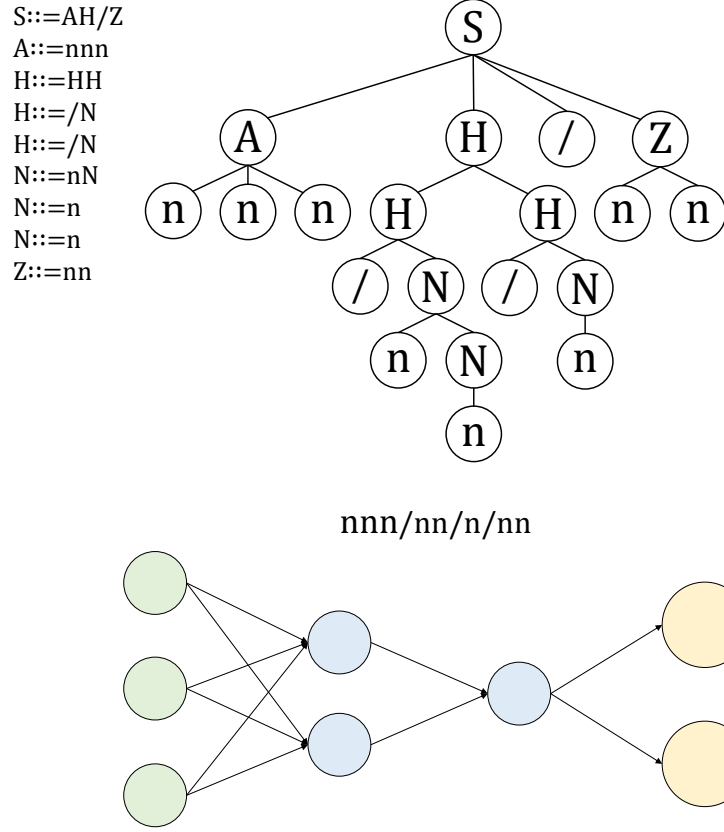 S::=AH/Z
A::=nnn
H::=HH
H::=/N
H::=/N
N::=nN
N::=n
N::=n
Z::=nn
S
A H / Z
n n n H H n n
/ N / N
n N n
n
nnn/nn/n/nn